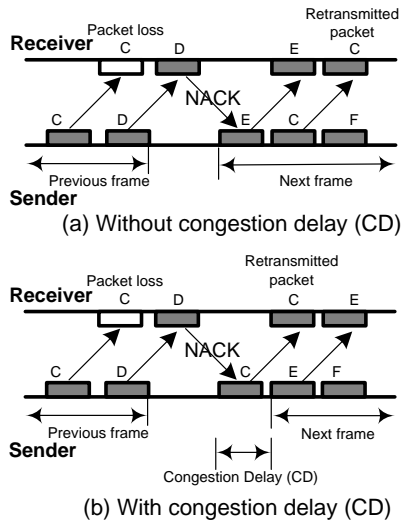 Retransmitted
packet
Packet loss
Receiver
C D E C
NACK
C D E C F
Previous frame Next frame
Sender
(a) Without congestion delay (CD)
Retransmitted
packet
Packet loss
Receiver
C D C E
NACK
C D C E F
Previous frame Next frame
Sender
Congestion Delay (CD)
(b) With congestion delay (CD)